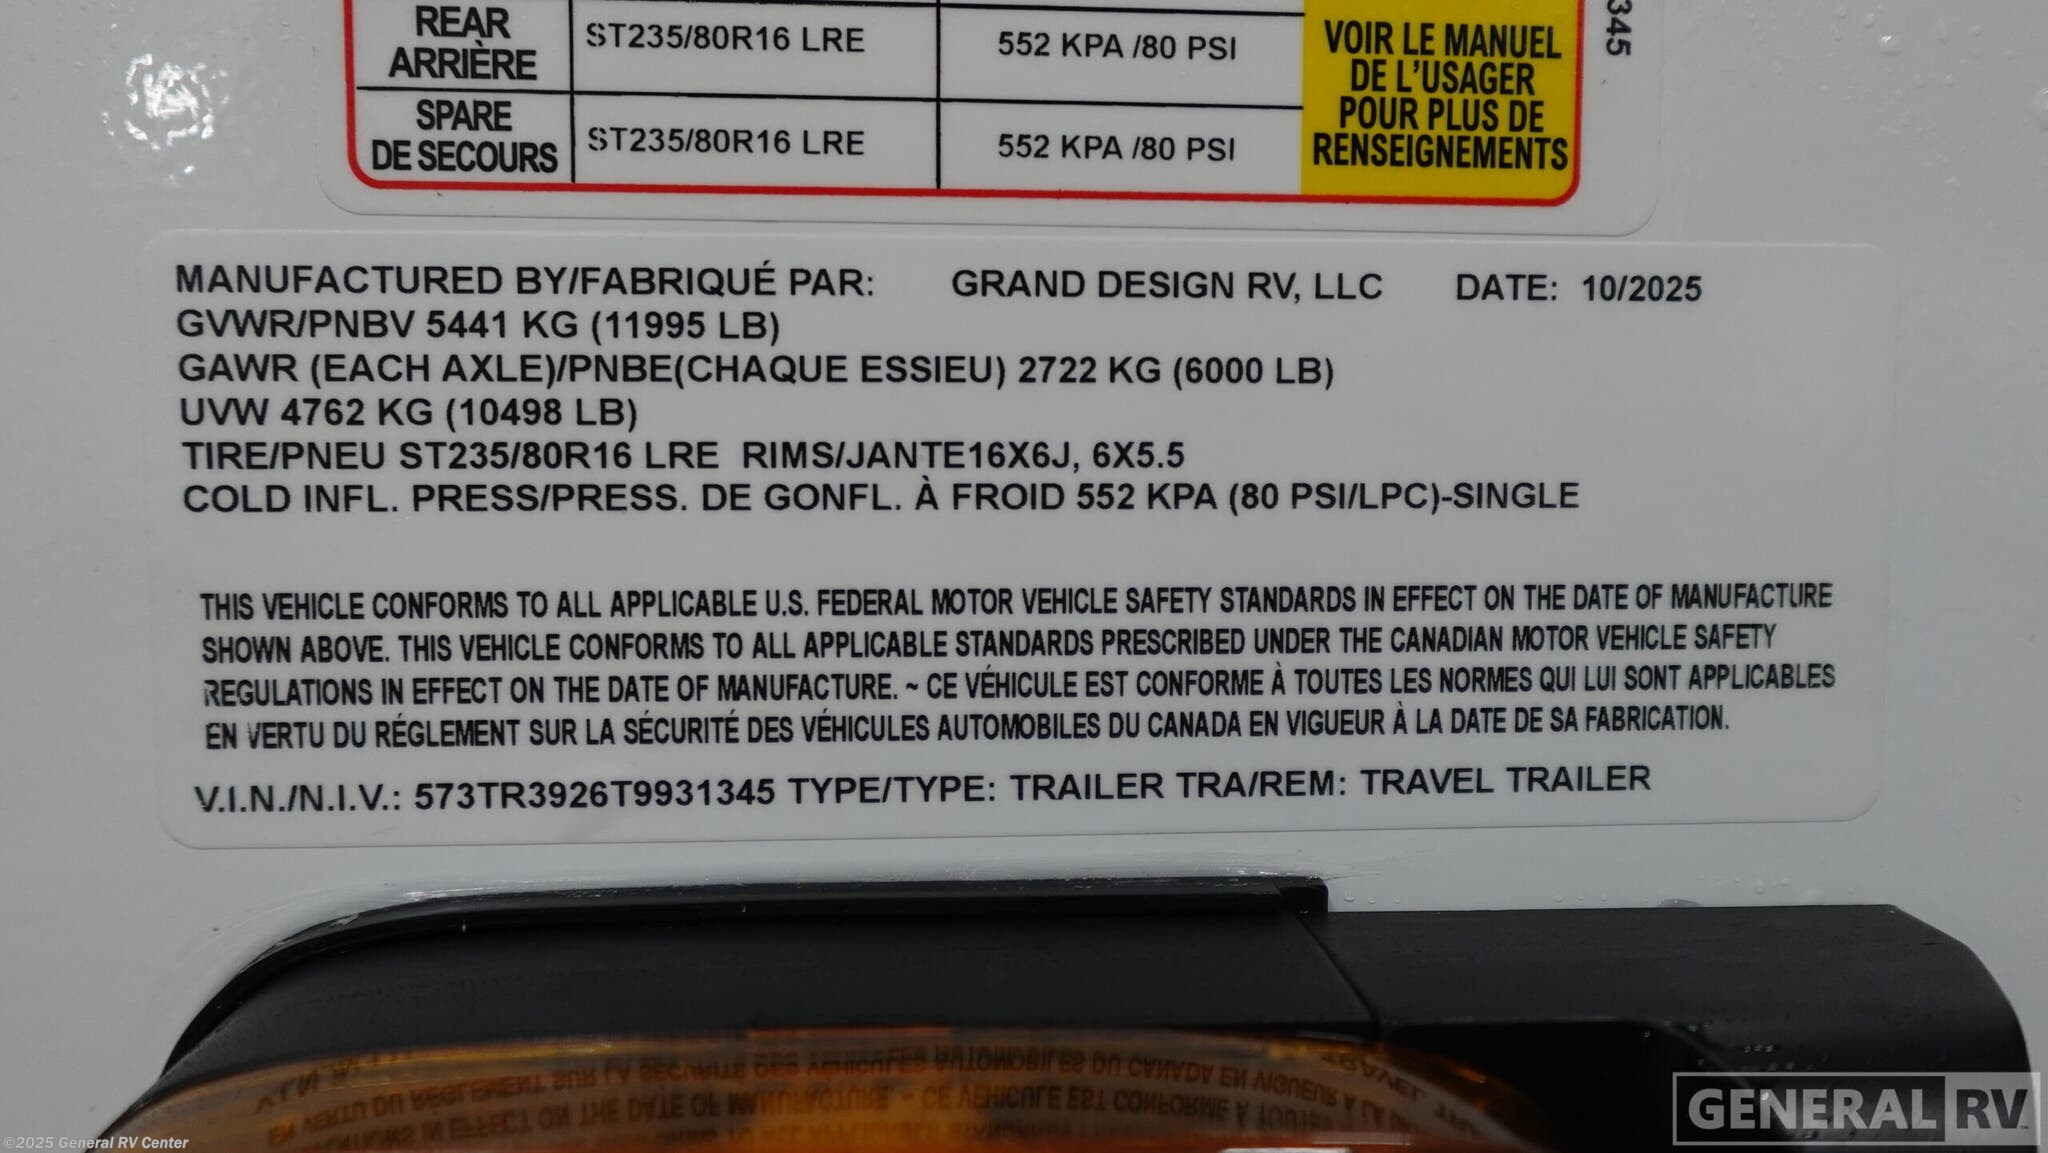 REAR
ARRIÈRE
ST235/80R16 LRE
552 KPA /80 PSI
SPARE
DE SECOURS
ST235/80R16 LRE
552 KPA /80 PSI
VOIR LE MANUEL
DE L'USAGER
POUR PLUS DE
RENSEIGNEMENTS
345
MANUFACTURED BY/FABRIQUÉ PAR: GRAND DESIGN RV, LLC DATE: 10/2025
GVWR/PNBV 5441 KG (11995 LB)
GAWR (EACH AXLE)/PNBE(CHAQUE ESSIEU) 2722 KG (6000 LB)
UVW 4762 KG (10498 LB)
TIRE/PNEU ST235/80R16 LRE RIMS/JANTE16X6J, 6X5.5
COLD INFL. PRESS/PRESS. DE GONFL. À FROID 552 KPA (80 PSI/LPC)-SINGLE
THIS VEHICLE CONFORMS TO ALL APPLICABLE U.S. FEDERAL MOTOR VEHICLE SAFETY STANDARDS IN EFFECT ON THE DATE OF MANUFACTURE
SHOWN ABOVE. THIS VEHICLE CONFORMS TO ALL APPLICABLE STANDARDS PRESCRIBED UNDER THE CANADIAN MOTOR VEHICLE SAFETY
REGULATIONS IN EFFECT ON THE DATE OF MANUFACTURE. ~ CE VÉHICULE EST CONFORME À TOUTES LES NORMES QUI LUI SONT APPLICABLES
EN VERTU DU RÉGLEMENT SUR LA SÉCURITÉ DES VÉHICULES AUTOMOBILES DU CANADA EN VIGUEUR À LA DATE DE SA FABRICATION.
V.I.N./N.I.V.: 573TR3926T9931345 TYPE/TYPE: TRAILER TRA/REM: TRAVEL TRAILER
GENERAL RV
©2025 General RV Center